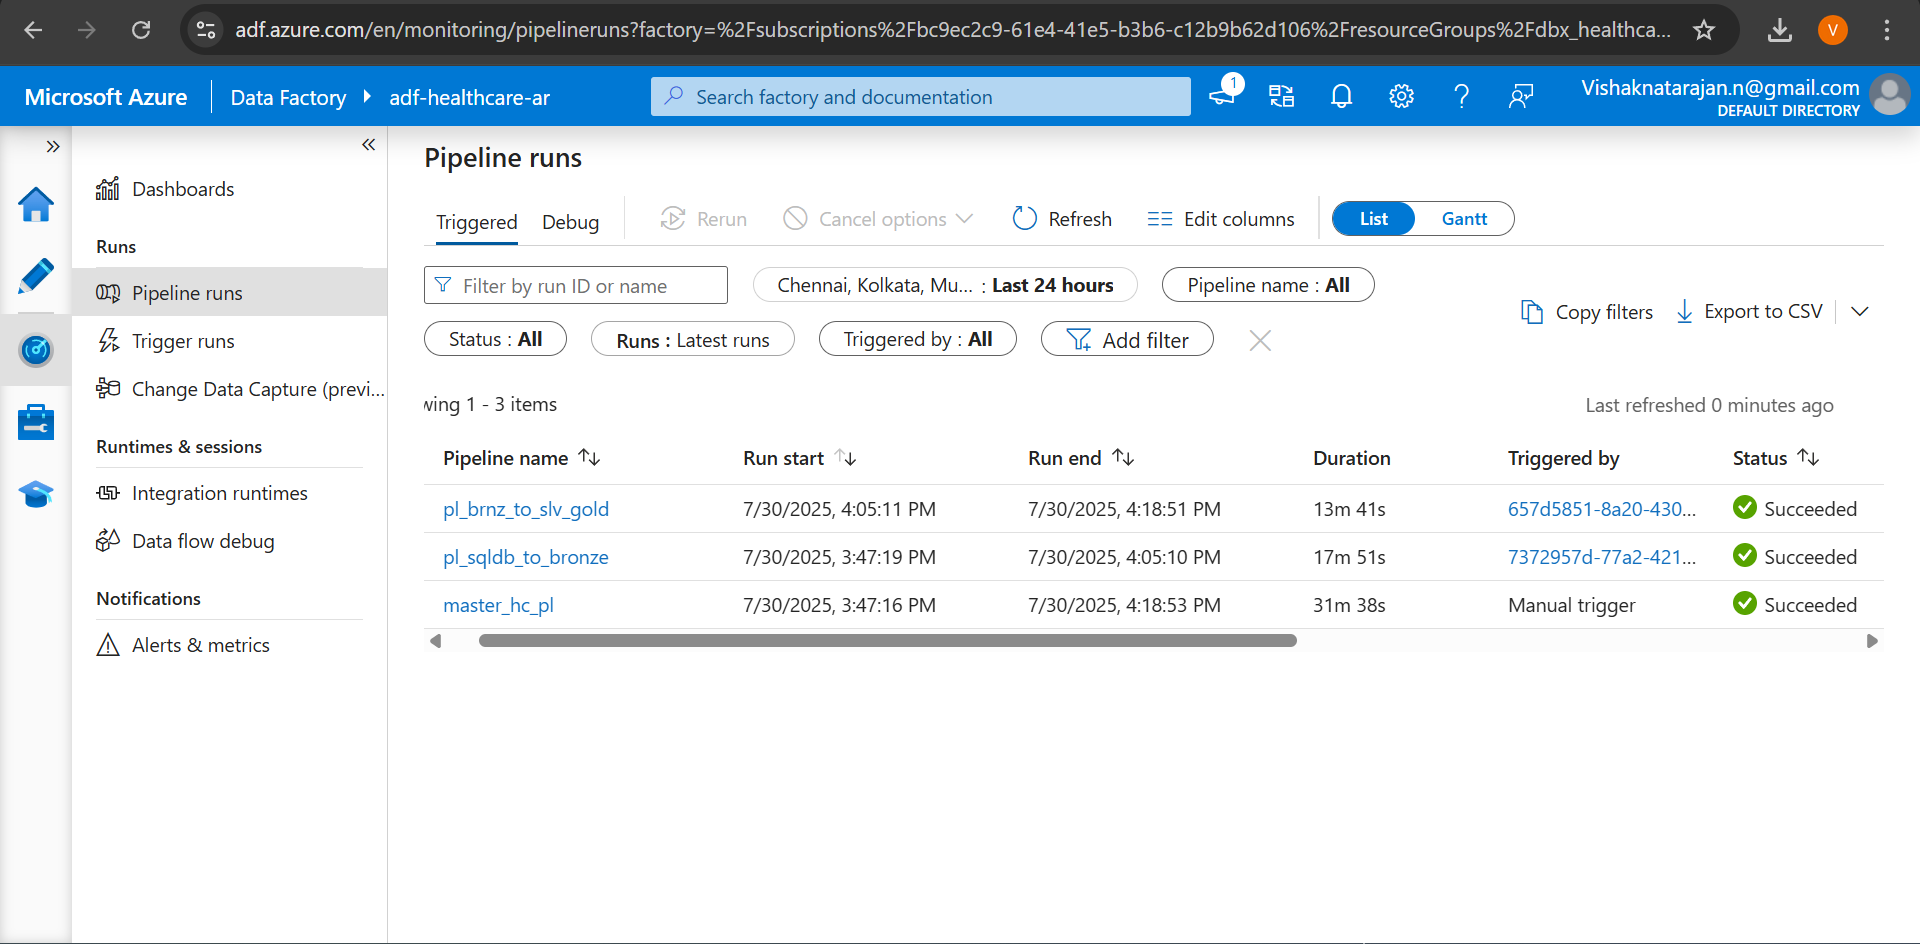 adf.azure.com/en/monitoring/pipelineruns?factory=%2Fsubscriptions%2Fbc9ec2c9-61e4-41e5-b3b6-c12b9b62d106%2FresourceGroups%2Fdbx_healthca...
V
Microsoft Azure
Data Factory
adf-healthcare-ar
Search factory and documentation
1
Vishaknatarajan.n@gmail.com
DEFAULT DIRECTORY
Dashboards
Runs
Pipeline runs
Trigger runs
Change Data Capture (previ...
Runtimes & sessions
Integration runtimes
Data flow debug
Notifications
Alerts & metrics
Pipeline runs
Triggered Debug Rerun Cancel options Refresh Edit columns List Gantt
Filter by run ID or name
Chennai, Kolkata, Mu... : Last 24 hours
Pipeline name : All
Status : All
Runs : Latest runs
Triggered by : All
Add filter
Copy filters
Export to CSV
wing 1 - 3 items
Last refreshed 0 minutes ago
Pipeline name Run start Run end Duration Triggered by Status
pl_brnz_to_slv_gold 7/30/2025, 4:05:11 PM 7/30/2025, 4:18:51 PM 13m 41s 657d5851-8a20-430... Succeeded
pl_sqldb_to_bronze 7/30/2025, 3:47:19 PM 7/30/2025, 4:05:10 PM 17m 51s 7372957d-77a2-421... Succeeded
master_hc_pl 7/30/2025, 3:47:16 PM 7/30/2025, 4:18:53 PM 31m 38s Manual trigger Succeeded